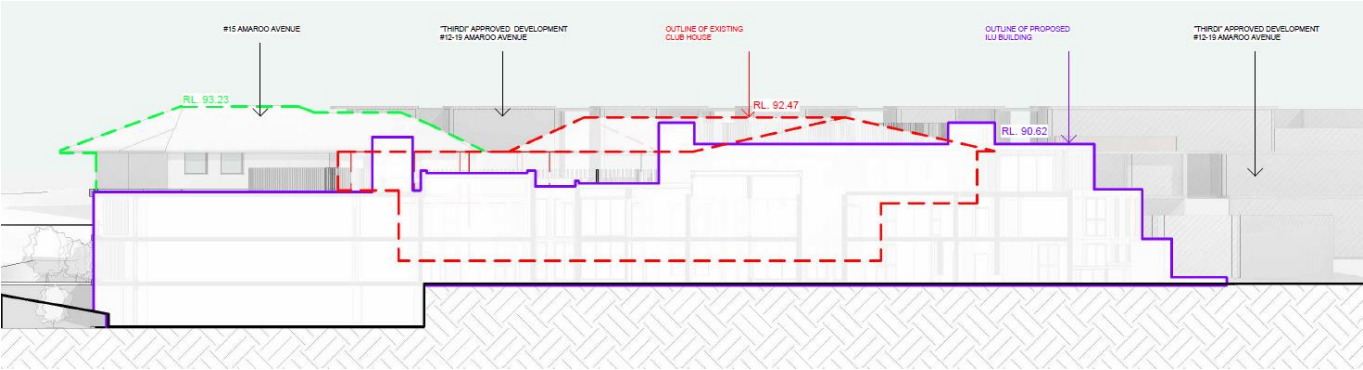 #15 AMAROO AVENUE
"THIRDI" APPROVED DEVELOPMENT
#12-19 AMAROO AVENUE
OUTLINE OF EXISTING
CLUB HOUSE
OUTLINE OF PROPOSED
ILU BUILDING
"THIRDI" APPROVED DEVELOPMENT
#12-19 AMAROO AVENUE
RL. 93.23
RL. 92.47
RL. 90.62